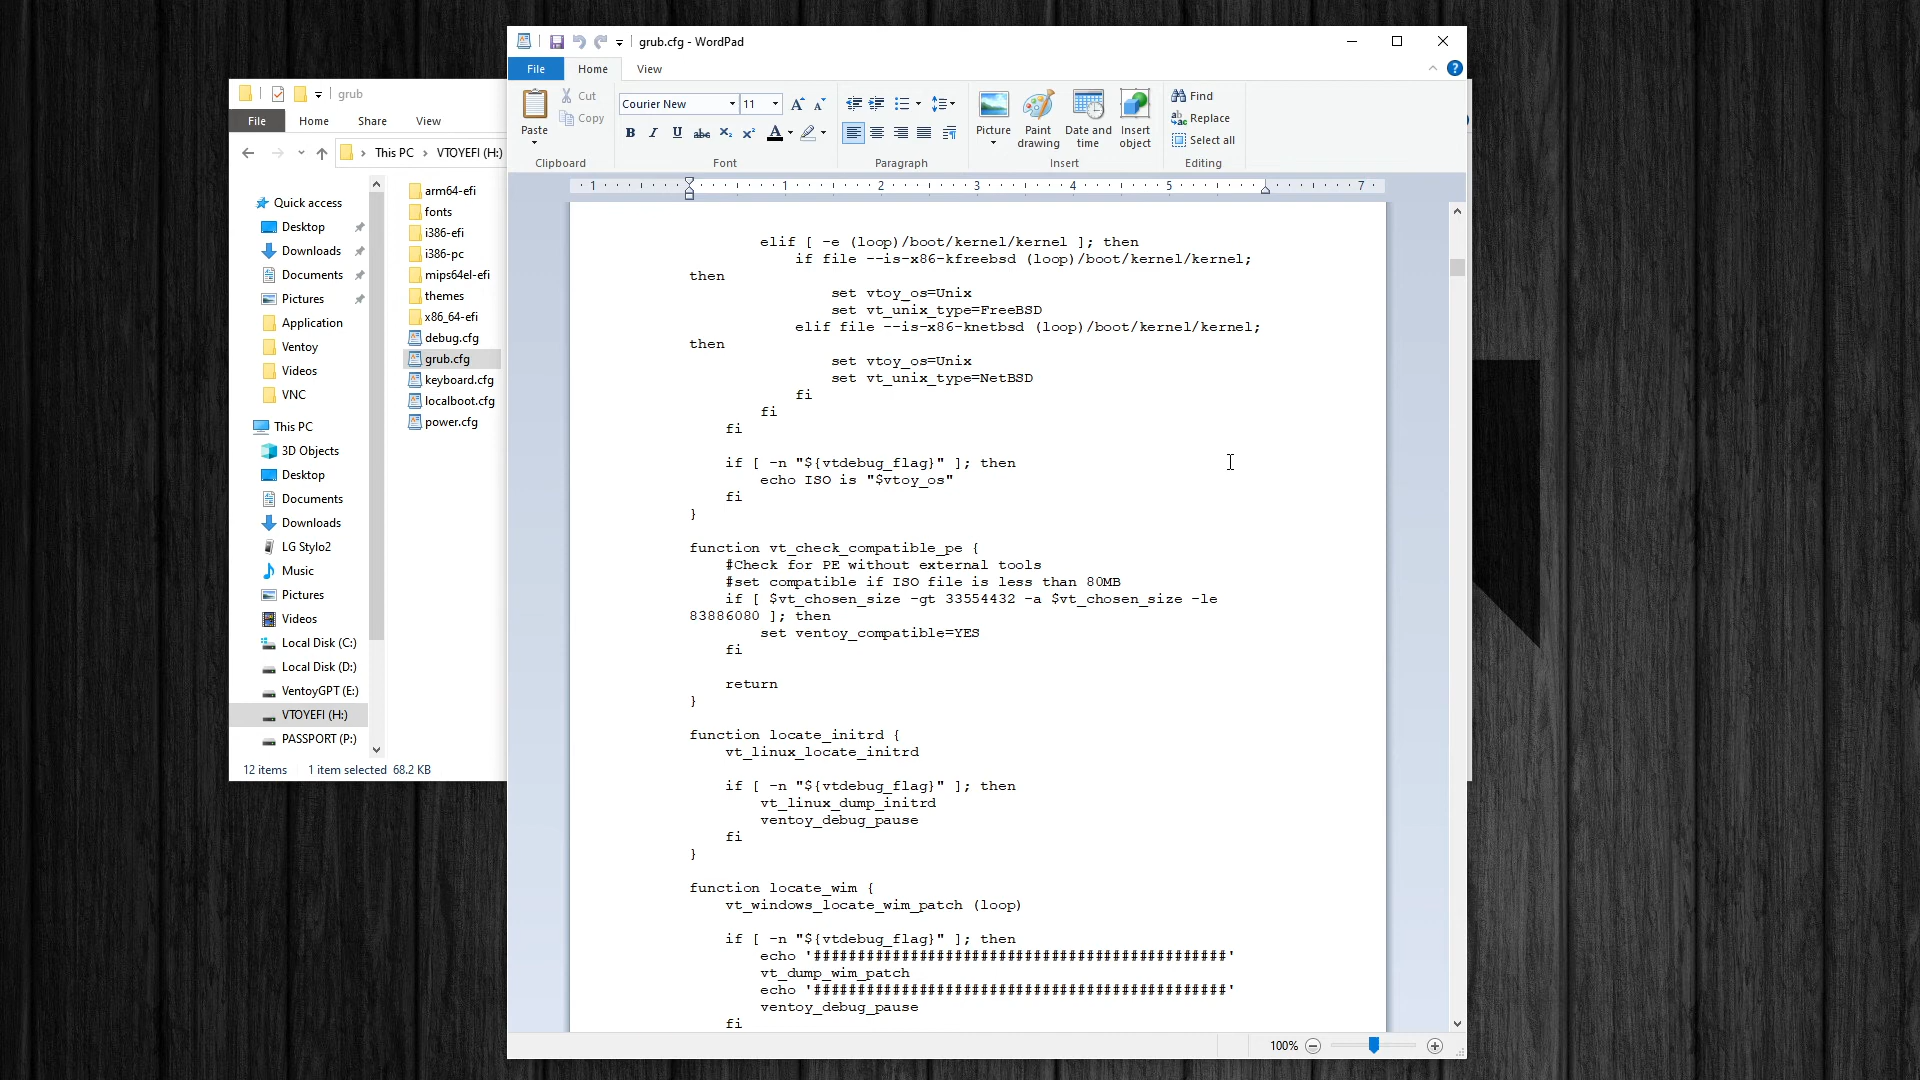 grub
File
Home
Share
View
This PC
VTOYEFI (H:)
Quick access
Desktop
Downloads
Documents
Pictures
Application
Ventoy
Videos
VNC
This PC
3D Objects
Desktop
Documents
Downloads
LG Stylo2
Music
Pictures
Videos
Local Disk (C:)
Local Disk (D:)
VentoyGPT (E:)
VTOYEFI (H:)
PASSPORT (P:)
arm64-efi
fonts
i386-efi
i386-pc
mips64el-efi
themes
x86_64-efi
debug.cfg
grub.cfg
keyboard.cfg
localboot.cfg
power.cfg
12 items 1 item selected 68.2 KB
grub.cfg - WordPad
File
Home
View
Paste
Cut
Copy
Clipboard
Courier New
11
Font
Paragraph
Picture
Paint drawing
Date and time
Insert object
Insert
Find
Replace
Select all
Editing
1 1 2 3 4 5 7
elif [ -e (loop)/boot/kernel/kernel ]; then
if file --is-x86-kfreebsd (loop)/boot/kernel/kernel;
then
set vtoy_os=Unix
set vt_unix_type=FreeBSD
elif file --is-x86-knetbsd (loop)/boot/kernel/kernel;
then
set vtoy_os=Unix
set vt_unix_type=NetBSD
fi
fi
fi
if [ -n "${vtdebug_flag}" ]; then
echo ISO is "$vtoy_os"
fi
}
function vt_check_compatible_pe {
#Check for PE without external tools
#set compatible if ISO file is less than 80MB
if [ $vt_chosen_size -gt 33554432 -a $vt_chosen_size -le
83886080 ]; then
set ventoy_compatible=YES
fi
return
}
function locate_initrd {
vt_linux_locate_initrd
if [ -n "${vtdebug_flag}" ]; then
vt_linux_dump_initrd
ventoy_debug_pause
fi
}
function locate_wim {
vt_windows_locate_wim_patch (loop)
if [ -n "${vtdebug_flag}" ]; then
echo '###############################################'
vt_dump_wim_patch
echo '###############################################'
ventoy_debug_pause
fi
100%